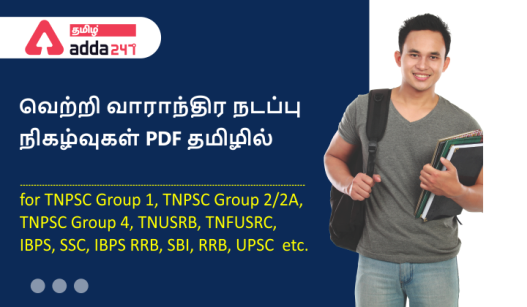 தமிழ்
adda247
வெற்றி வாராந்திர நடப்பு
நிகழ்வுகள் PDF தமிழில்
for TNPSC Group 1, TNPSC Group 2/2A,
TNPSC Group 4, TNUSRB, TNFUSRC,
IBPS, SSC, IBPS RRB, SBI, RRB, UPSC etc.